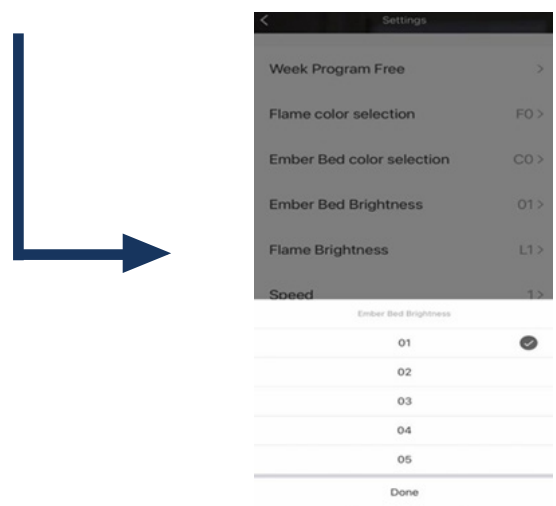 Settings
Week Program Free
Flame color selection F0
Ember Bed color selection C0
Ember Bed Brightness 01
Flame Brightness L1
Speed 1
Ember Bed Brightness
01
02
03
04
05
Done